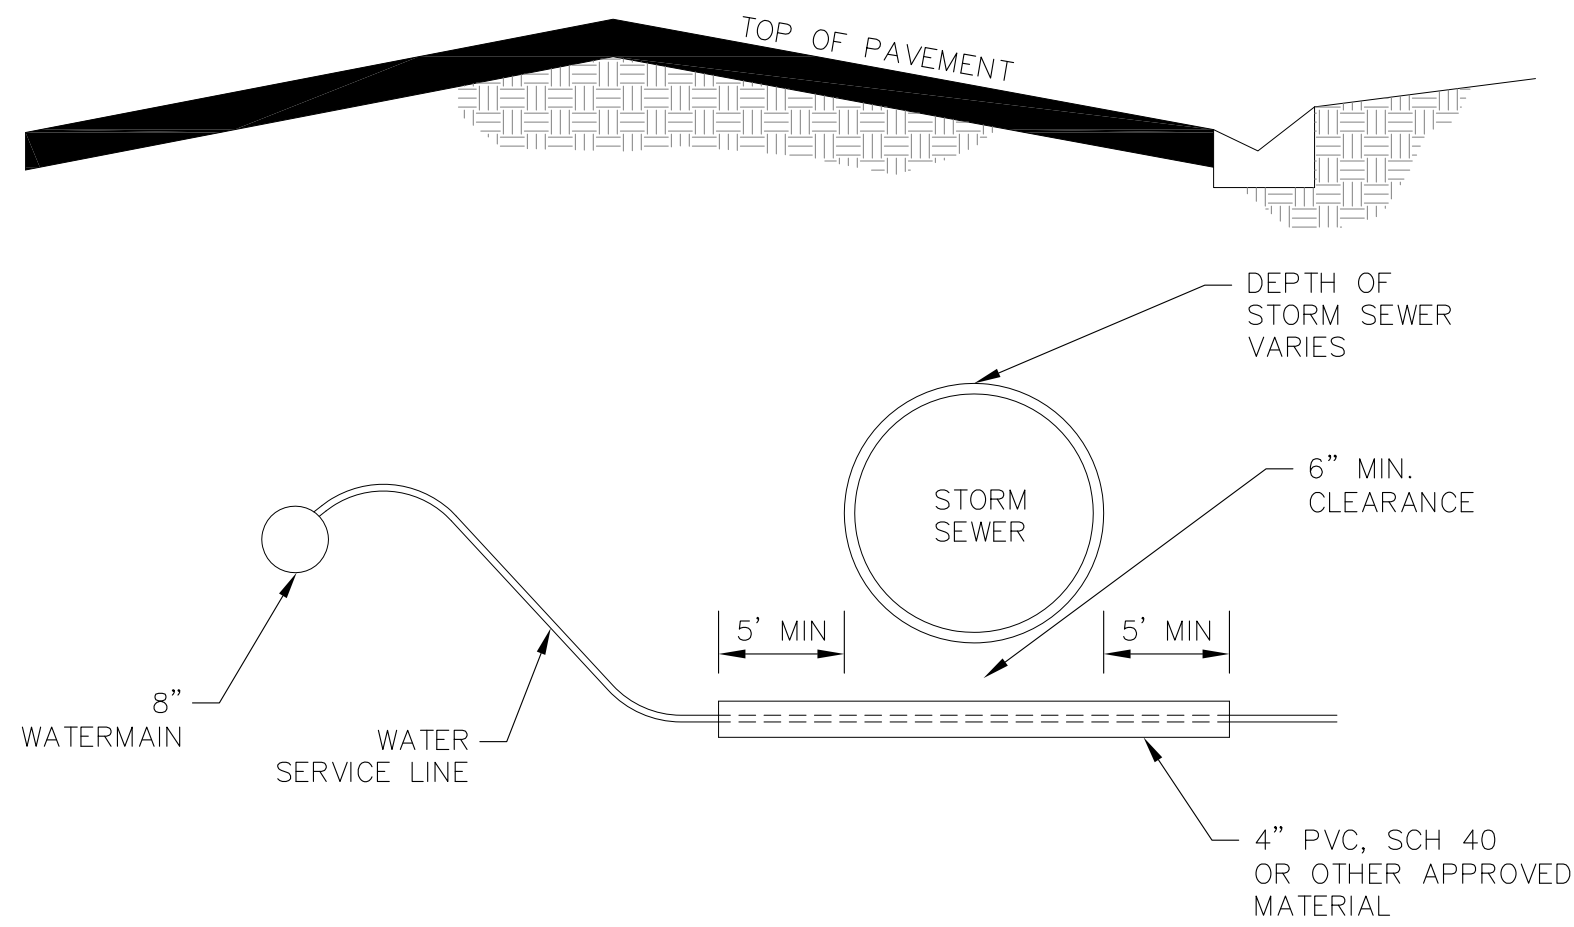 TOP OF PAVEMENT
DEPTH OF
STORM SEWER
VARIES
6” MIN.
CLEARANCE
STORM
SEWER
5’ MIN
5’ MIN
8”
WATERMAIN
WATER
SERVICE LINE
4” PVC, SCH 40
OR OTHER APPROVED
MATERIAL